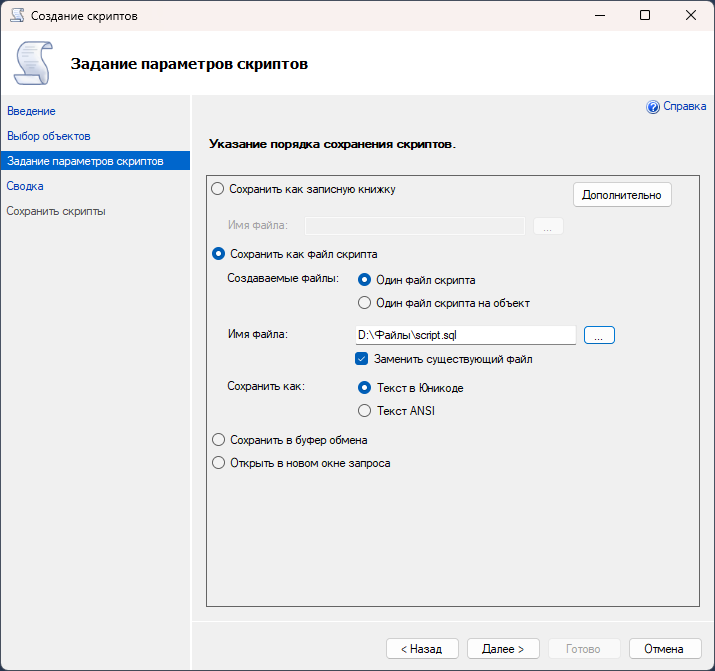 Создание скриптов
Задание параметров скриптов
Введение
Выбор объектов
Задание параметров скриптов
Сводка
Сохранить скрипты
Справка
Указание порядка сохранения скриптов.
Сохранить как записную книжку
Дополнительно
Имя файла:
...
Сохранить как файл скрипта
Создаваемые файлы:
Один файл скрипта
Один файл скрипта на объект
Имя файла:
D:\Файлы\script.sql
...
Заменить существующий файл
Сохранить как:
Текст в Юникоде
Текст ANSI
Сохранить в буфер обмена
Открыть в новом окне запроса
< Назад
Далее >
Готово
Отмена